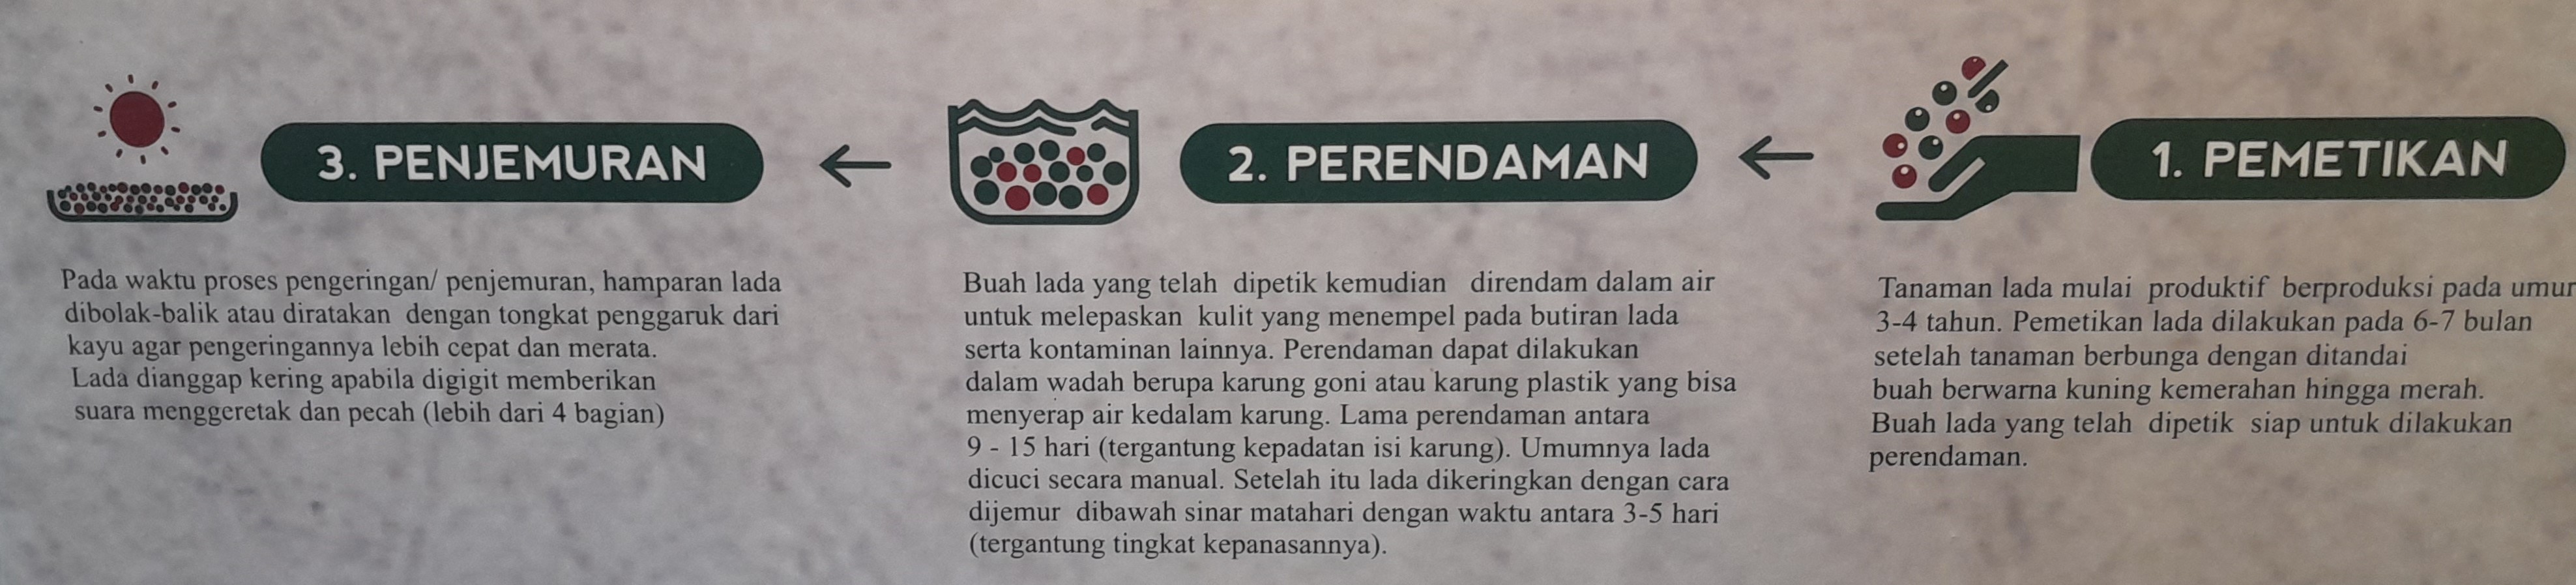 3. PENJEMURAN
Pada waktu proses pengeringan/ penjemuran, hamparan lada
dibolak-balik atau diratakan dengan tongkat penggaruk dari
kayu agar pengeringannya lebih cepat dan merata.
Lada dianggap kering apabila digigit memberikan
suara menggeretak dan pecah (lebih dari 4 bagian)
2. PERENDAMAN
Buah lada yang telah dipetik kemudian direndam dalam air
untuk melepaskan kulit yang menempel pada butiran lada
serta kontaminan lainnya. Perendaman dapat dilakukan
dalam wadah berupa karung goni atau karung plastik yang bisa
menyerap air kedalam karung. Lama perendaman antara
9 - 15 hari (tergantung kepadatan isi karung). Umumnya lada
dicuci secara manual. Setelah itu lada dikeringkan dengan cara
dijemur dibawah sinar matahari dengan waktu antara 3-5 hari
(tergantung tingkat kepanasannya).
1. PEMETIKAN
Tanaman lada mulai produktif berproduksi pada umur
3-4 tahun. Pemetikan lada dilakukan pada 6-7 bulan
setelah tanaman berbunga dengan ditandai
buah berwarna kuning kemerahan hingga merah.
Buah lada yang telah dipetik siap untuk dilakukan
perendaman.